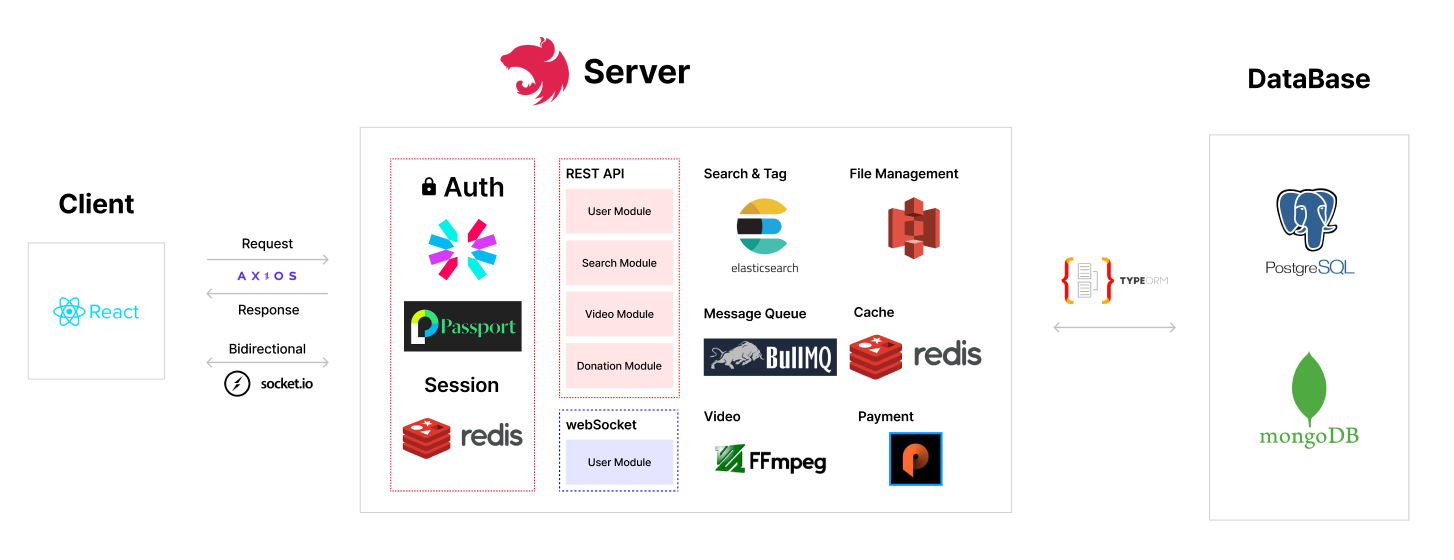 Server
DataBase
Client
React
Request
AXIOS
Response
Bidirectional
socket.io
Auth
Passport
Session
redis
REST API
User Module
Search Module
Video Module
Donation Module
webSocket
User Module
Search & Tag
elasticsearch
File Management
Message Queue
BullMQ
Cache
redis
Video
FFmpeg
Payment
TYPEORM
PostgreSQL
mongoDB